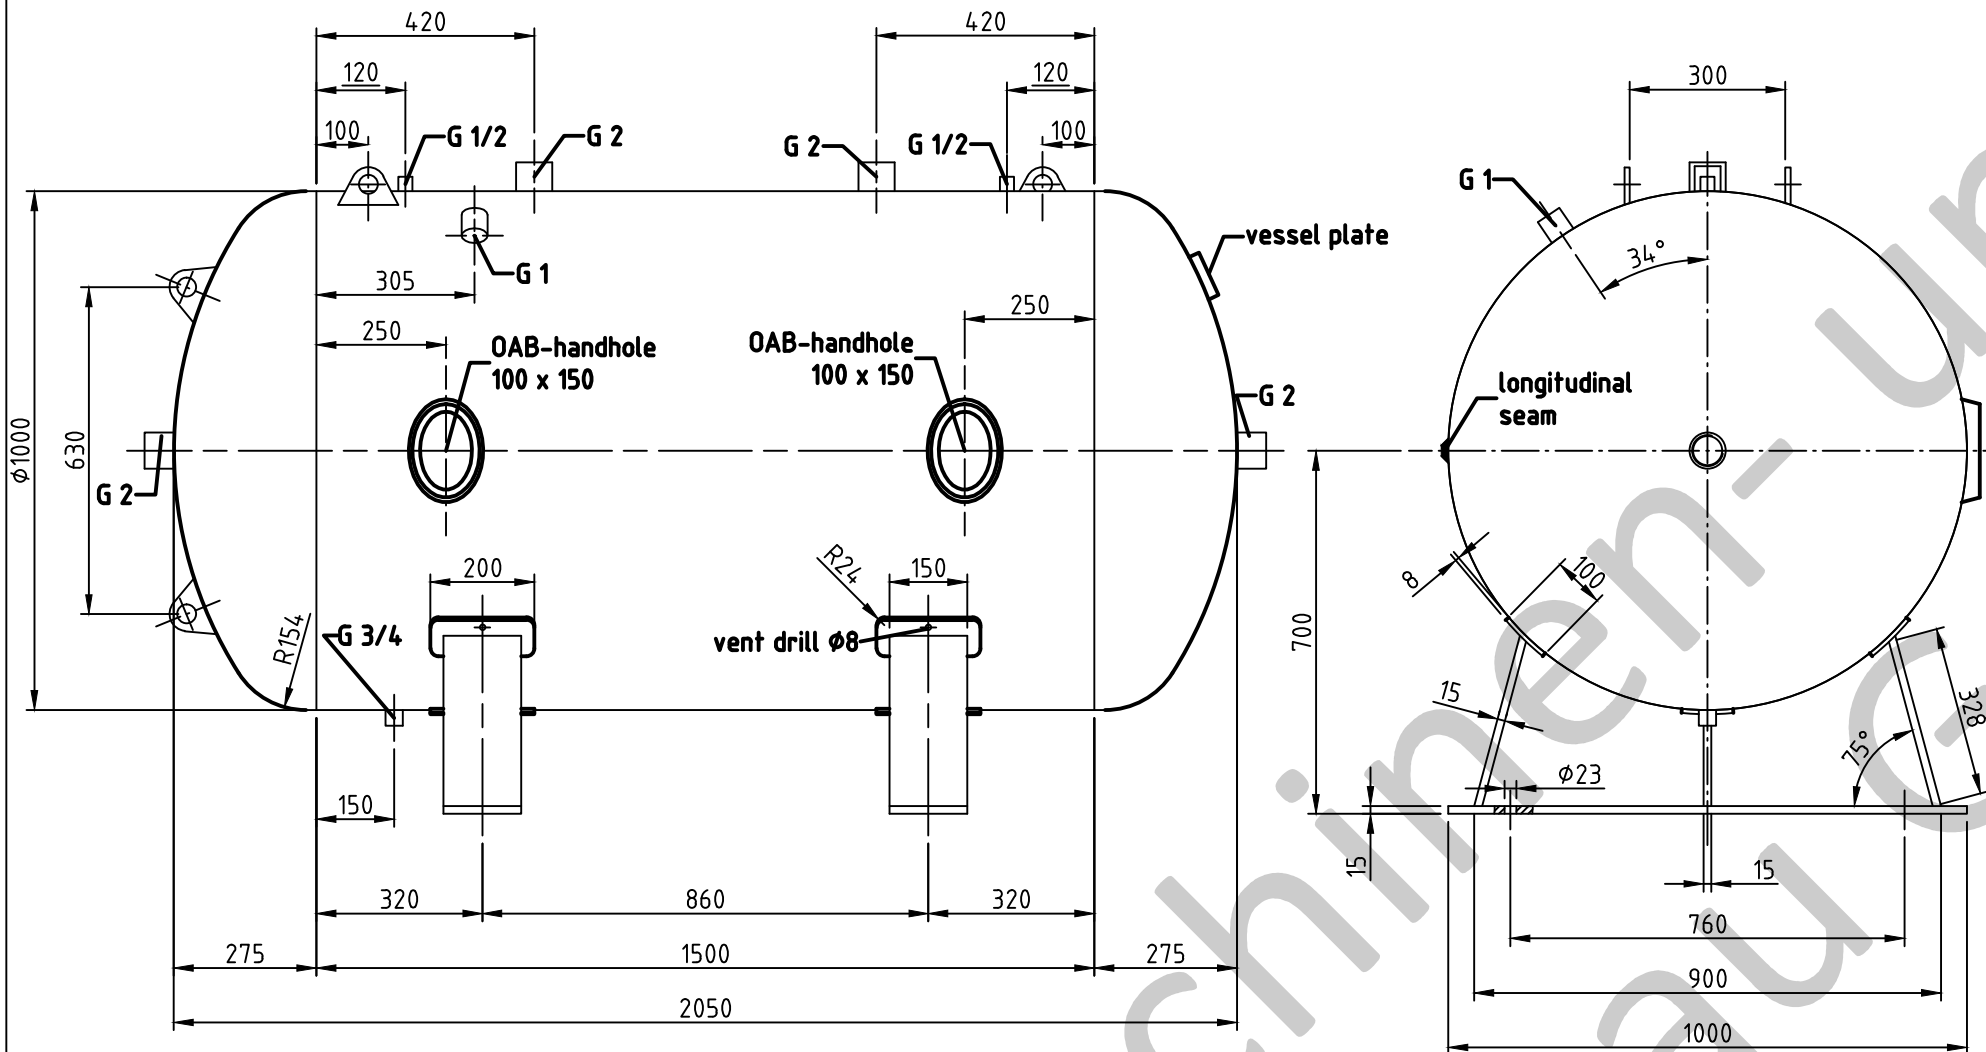 420
420
120
120
100
100
G 1/2
G 2
G 2
G 1/2
300
G 1
34°
vessel plate
G 1
305
250
250
OAB-handhole
100 x 150
OAB-handhole
100 x 150
longitudinal
seam
G 2
G 2
ϕ1000
630
200
R24
150
8
100
700
R154
G 3/4
vent drill ϕ8
15
328
75°
ϕ23
150
15
15
320
860
320
760
275
1500
275
900
2050
1000